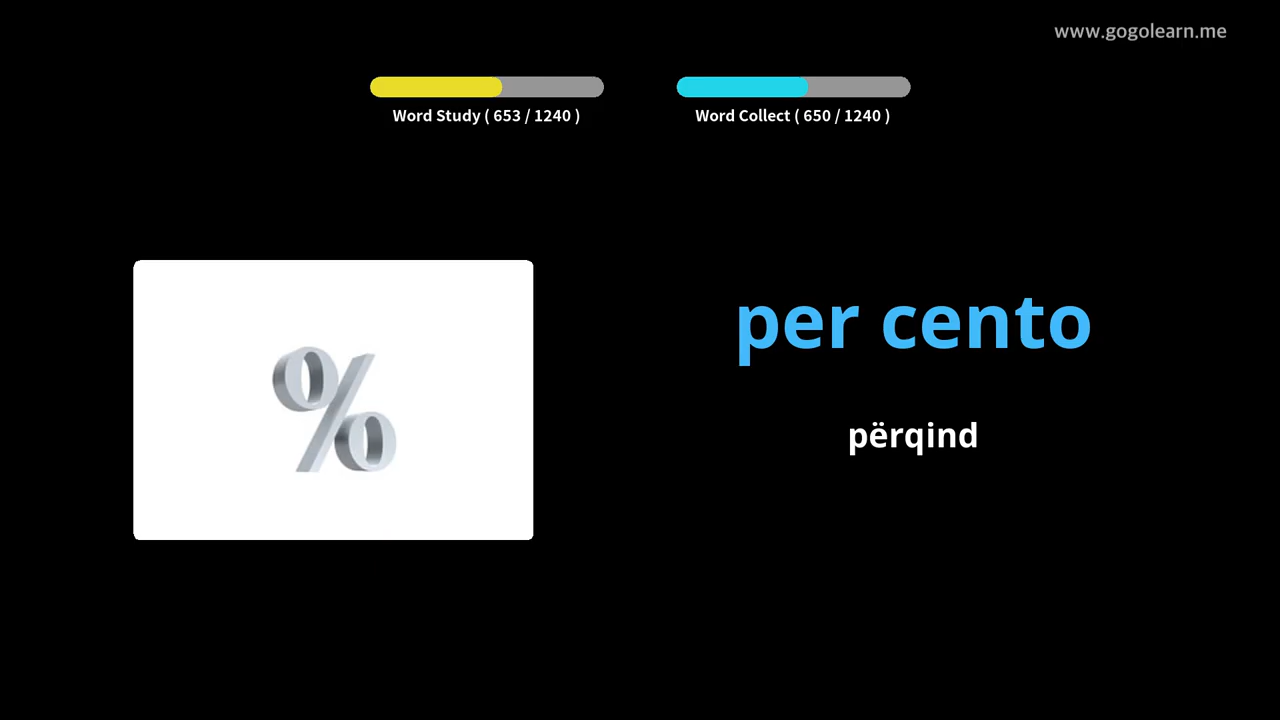 www.gogolearn.me
Word Study ( 653 / 1240 )
Word Collect ( 650 / 1240 )
%
per cento
përqind